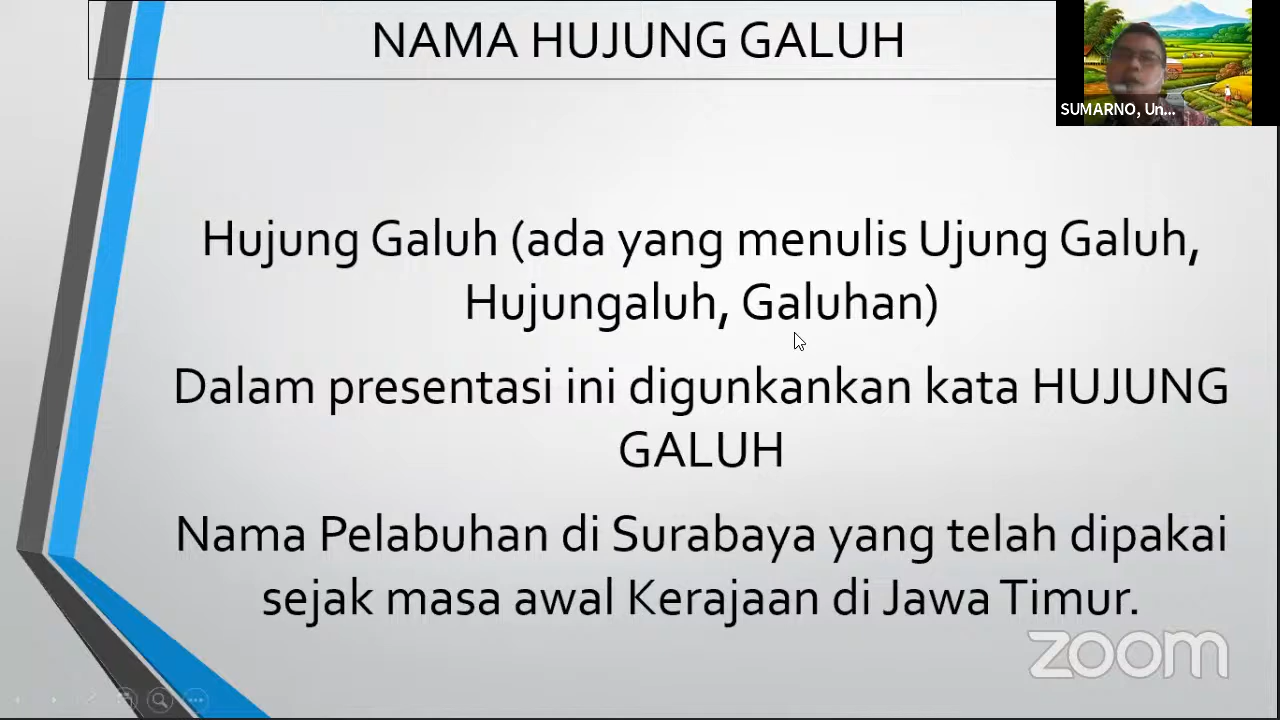 NAMA HUJUNG GALUH
SUMARNO, Un...
Hujung Galuh (ada yang menulis Ujung Galuh,
Hujungaluh, Galuhan)
Dalam presentasi ini digunkankan kata HUJUNG
GALUH
Nama Pelabuhan di Surabaya yang telah dipakai
sejak masa awal Kerajaan di Jawa Timur.
zoom